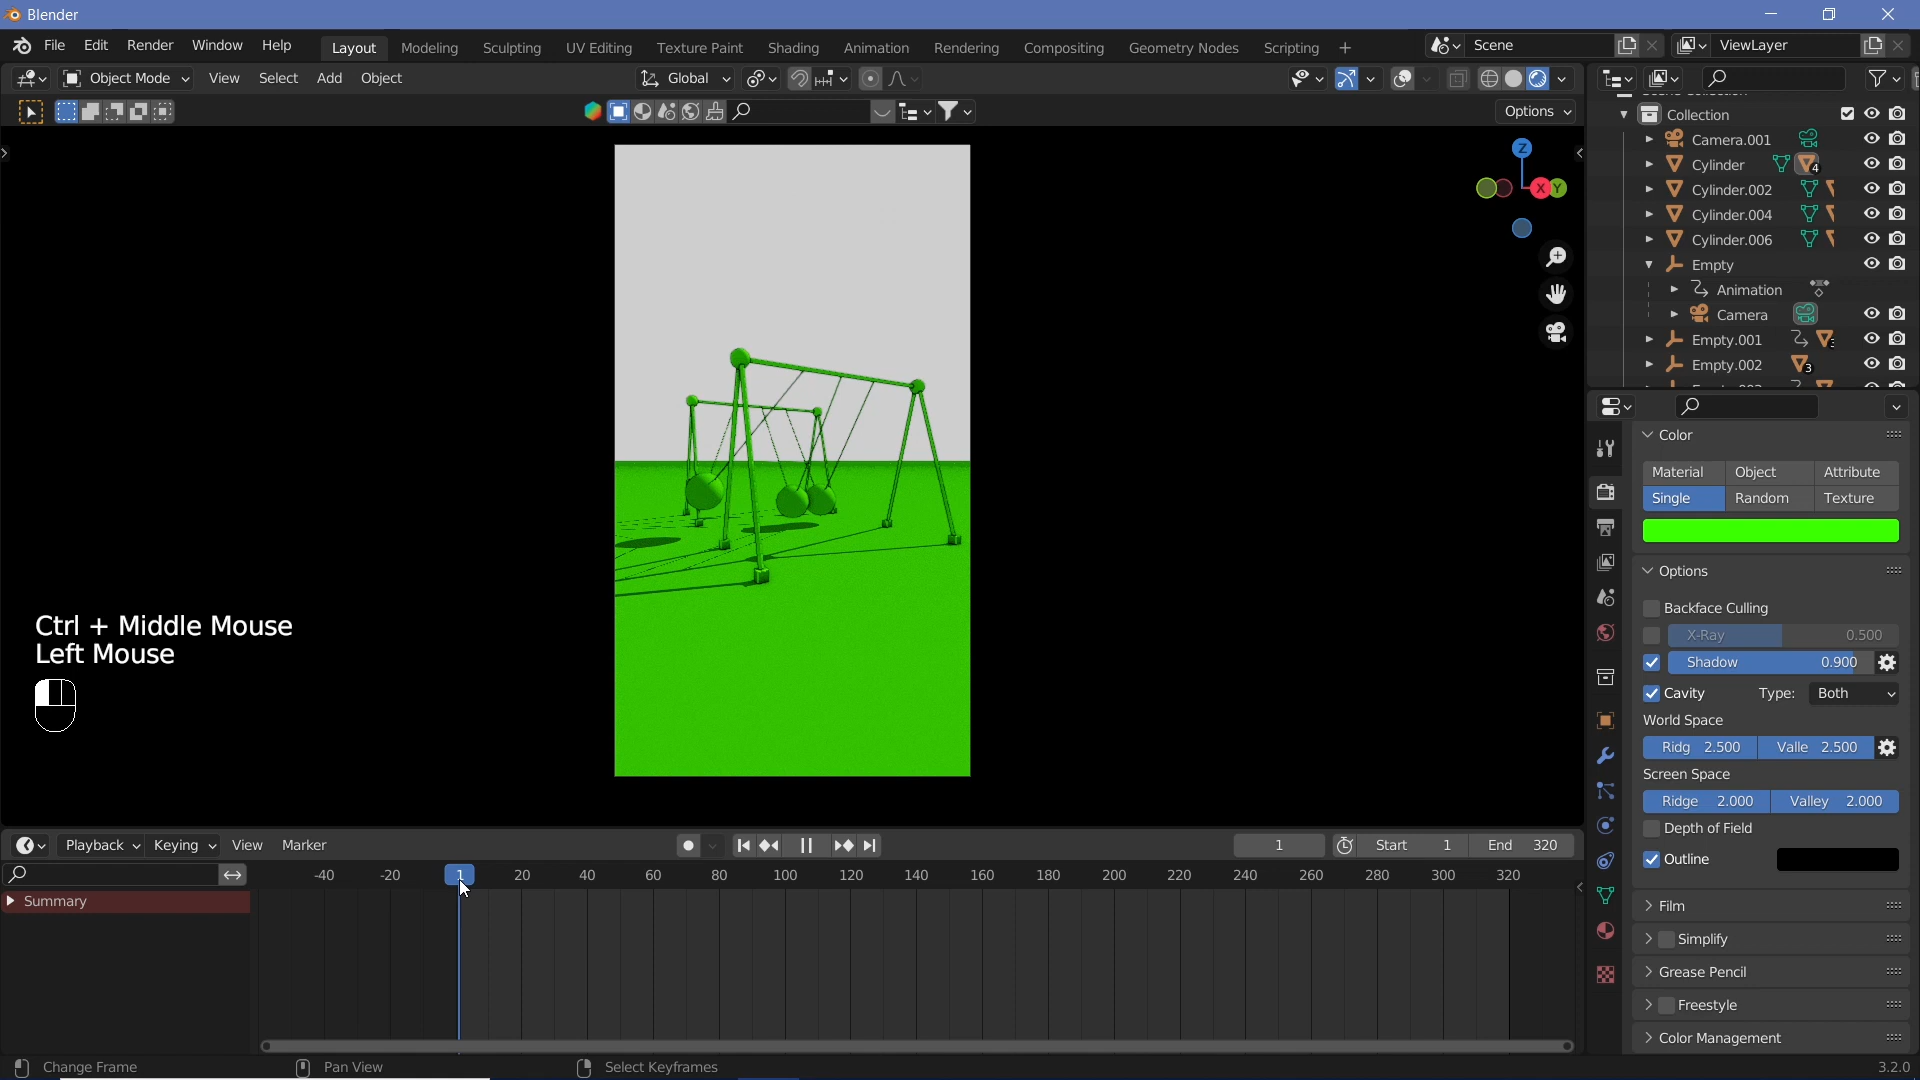 Blender
File Edit Render Window Help
Layout Modeling Sculpting UV Editing Texture Paint Shading Animation Rendering Compositing Geometry Nodes Scripting +
Scene
ViewLayer
Object Mode View Select Add Object
Global
Options
Z
X
Y
Collection
Camera.001
Cylinder
4
Cylinder.002
Cylinder.004
Cylinder.006
Empty
Animation
Camera
Empty.001
Empty.002
3
Color
Material Object Attribute
Single Random Texture
Options
Backface Culling
X-Ray 0.500
Shadow 0.900
Cavity Type: Both
World Space
Ridg 2.500 Valle 2.500
Screen Space
Ridge 2.000 Valley 2.000
Depth of Field
Outline
Film
Simplify
Grease Pencil
Freestyle
Color Management
Ctrl + Middle Mouse
Left Mouse
Playback Keying View Marker
1 Start 1 End 320
-40 -20 1 20 40 60 80 100 120 140 160 180 200 220 240 260 280 300 320
Summary
Change Frame Pan View Select Keyframes 3.2.0